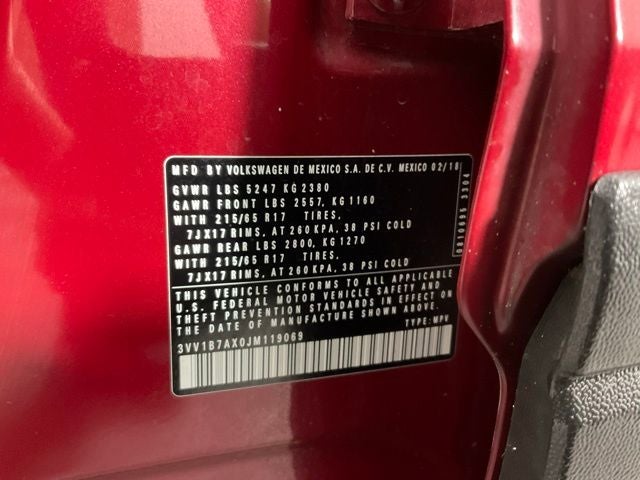 MFD BY VOLKSWAGEN DE MEXICO S.A. DE C.V. MEXICO 02/18
GVWR LBS 5247 KG 2380
GAWR FRONT LBS 2557, KG 1160
WITH 215/65 R17 TIRES,
7JX17 RIMS, AT 260 KPA, 38 PSI COLD
GAWR REAR LBS 2800, KG 1270
WITH 215/65 R17 TIRES,
7JX17 RIMS, AT 260 KPA, 38 PSI COLD
THIS VEHICLE CONFORMS TO ALL APPLICABLE
U.S. FEDERAL MOTOR VEHICLE SAFETY AND
THEFT PREVENTION STANDARDS IN EFFECT ON
THE DATE OF MANUFACTURE SHOWN ABOVE.
3VV1B7AX0JM119069 TYPE: MPV
0810695 3304